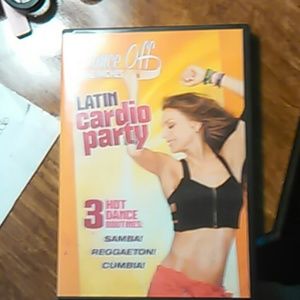 Dance Off
LATIN
cardio
party
3 HOT
DANCE
ROUTINES!
SAMBA!
REGGAETON!
CUMBIA!